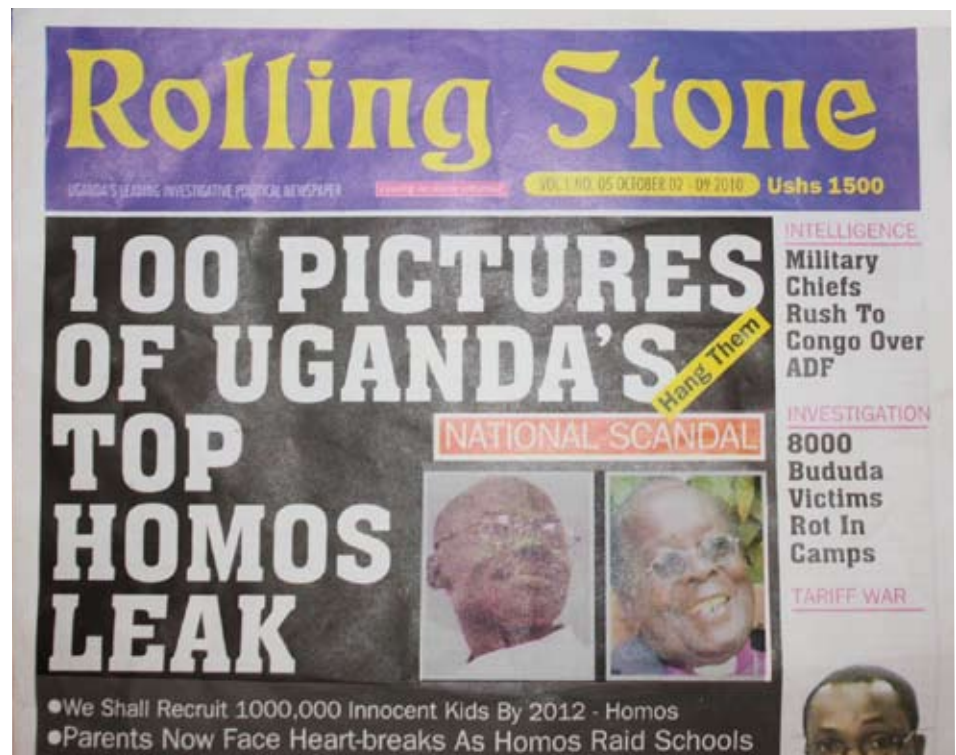 Rolling Stone
UGANDA'S LEADING INVESTIGATIVE POLITICAL NEWSPAPER
VOL.1 NO. 05 OCTOBER 02 - 09 2010
Ushs 1500
100 PICTURES
OF UGANDA'S
Hang Them
TOP
HOMOS
LEAK
NATIONAL SCANDAL
●We Shall Recruit 1000,000 Innocent Kids By 2012 - Homos
●Parents Now Face Heart-breaks As Homos Raid Schools
INTELLIGENCE
Military
Chiefs
Rush To
Congo Over
ADF
INVESTIGATION
8000
Bududa
Victims
Rot In
Camps
TARIFF WAR